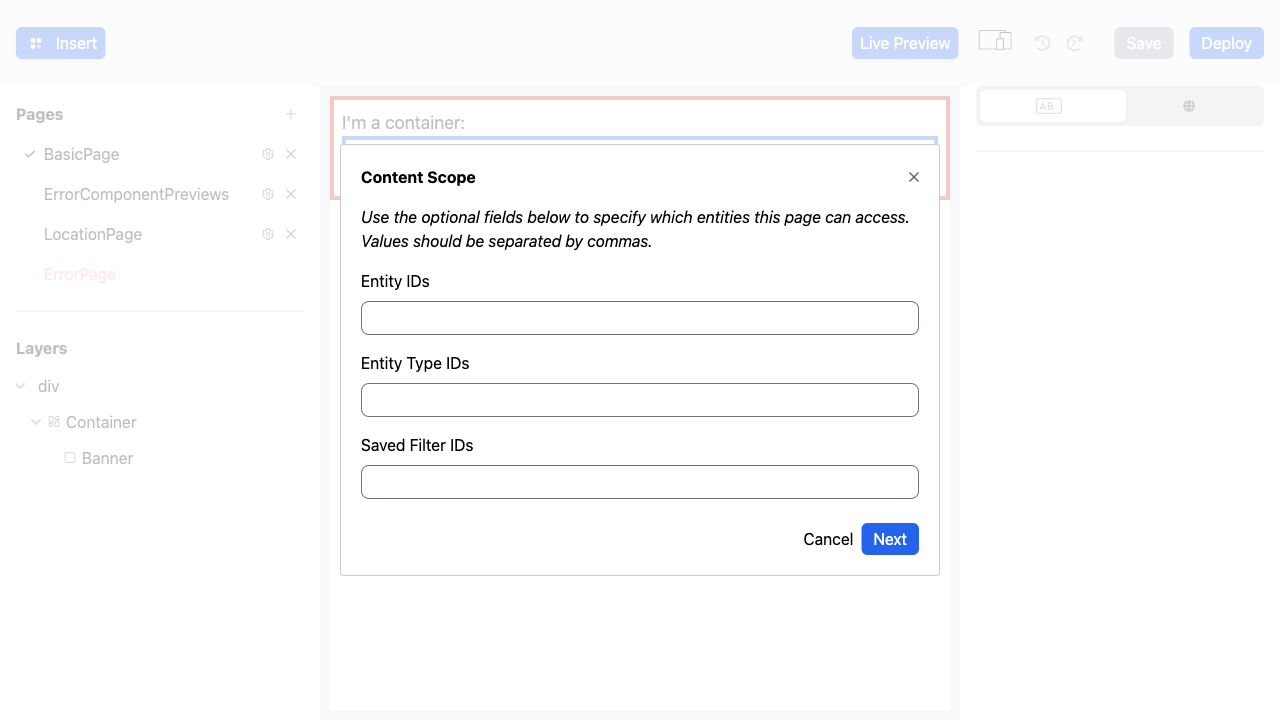 Insert
Live Preview
Save
Deploy
Pages
BasicPage
ErrorComponentPreviews
LocationPage
ErrorPage
Layers
div
Container
Banner
I'm a container:
Content Scope
Use the optional fields below to specify which entities this page can access.
Values should be separated by commas.
Entity IDs
Entity Type IDs
Saved Filter IDs
Cancel
Next
AB